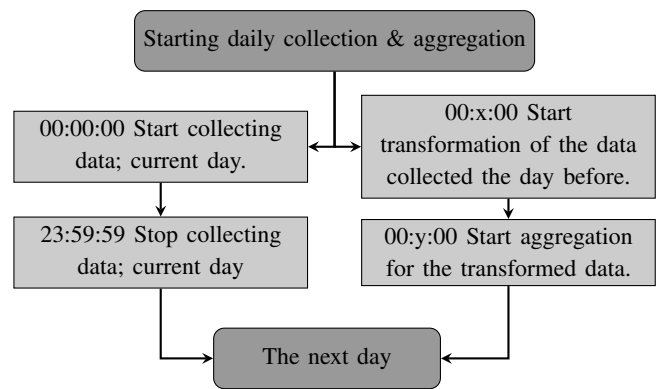 Starting daily collection & aggregation
00:00:00 Start collecting
data; current day.
00:x:00 Start
transformation of the data
collected the day before.
23:59:59 Stop collecting
data; current day
00:y:00 Start aggregation
for the transformed data.
The next day